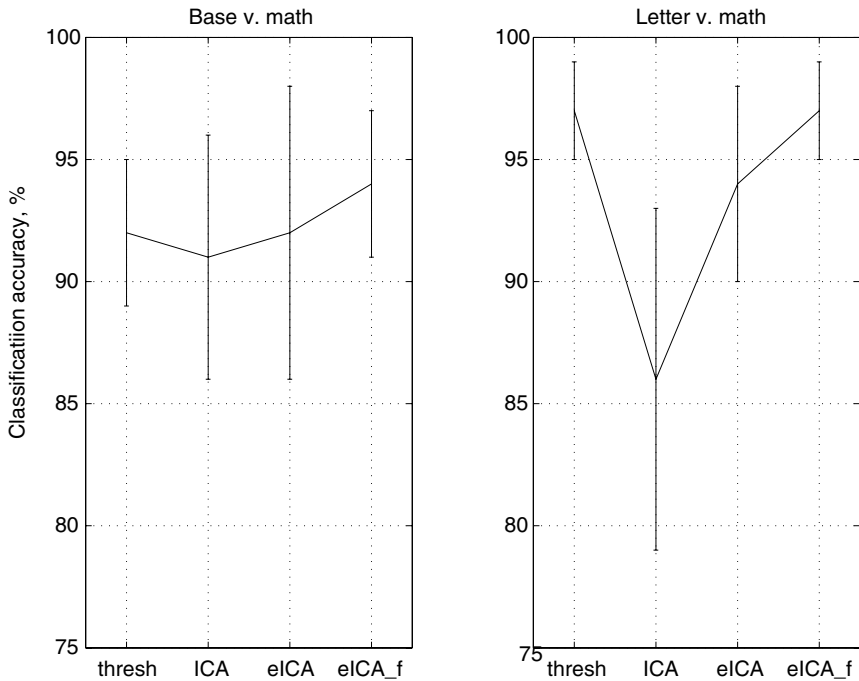 Base v. math
Letter v. math
Classificatiion accuracy, %
100
95
90
85
80
75
thresh ICA eICA eICA_f
100
95
90
85
80
75
thresh ICA eICA eICA_f